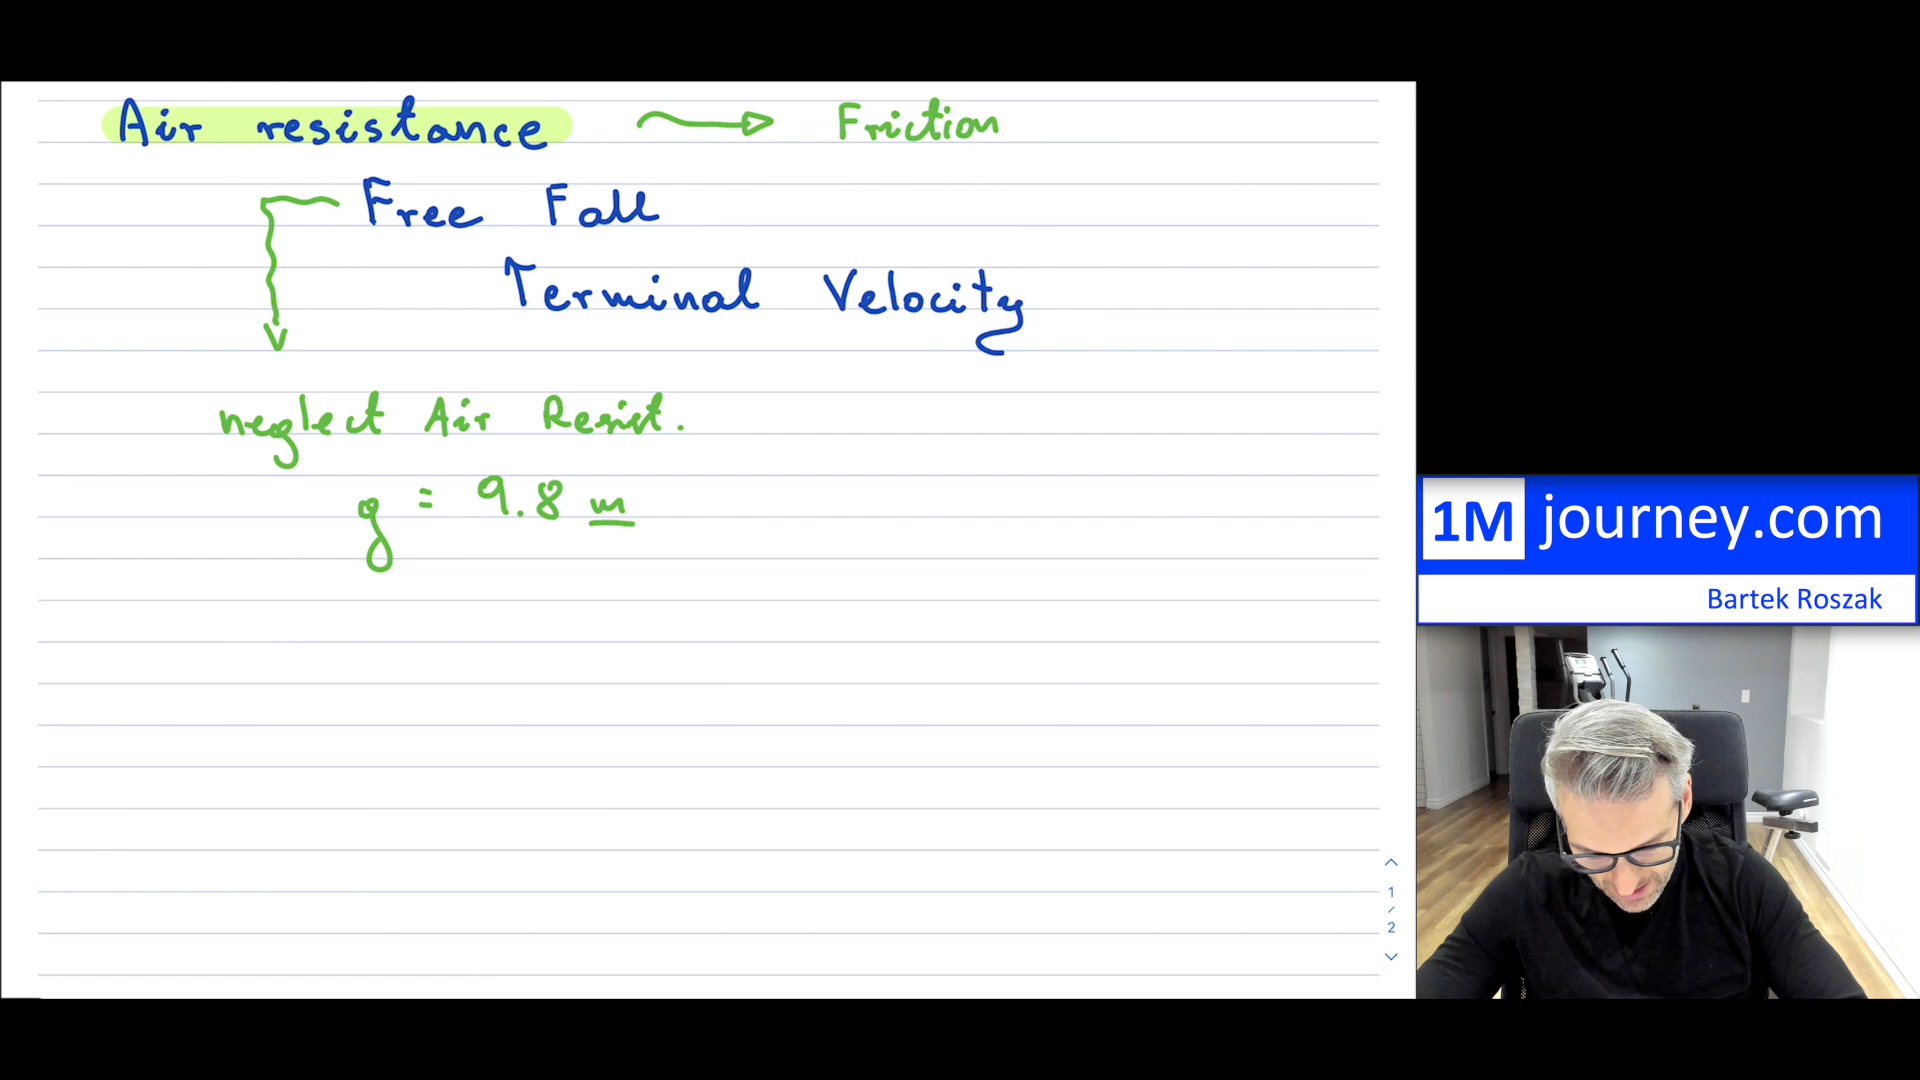 Air resistance → Friction
Free Fall
Terminal Velocity
neglect Air Resist.
g = 9.8 m
1M journey.com
Bartek Roszak
1
/
2